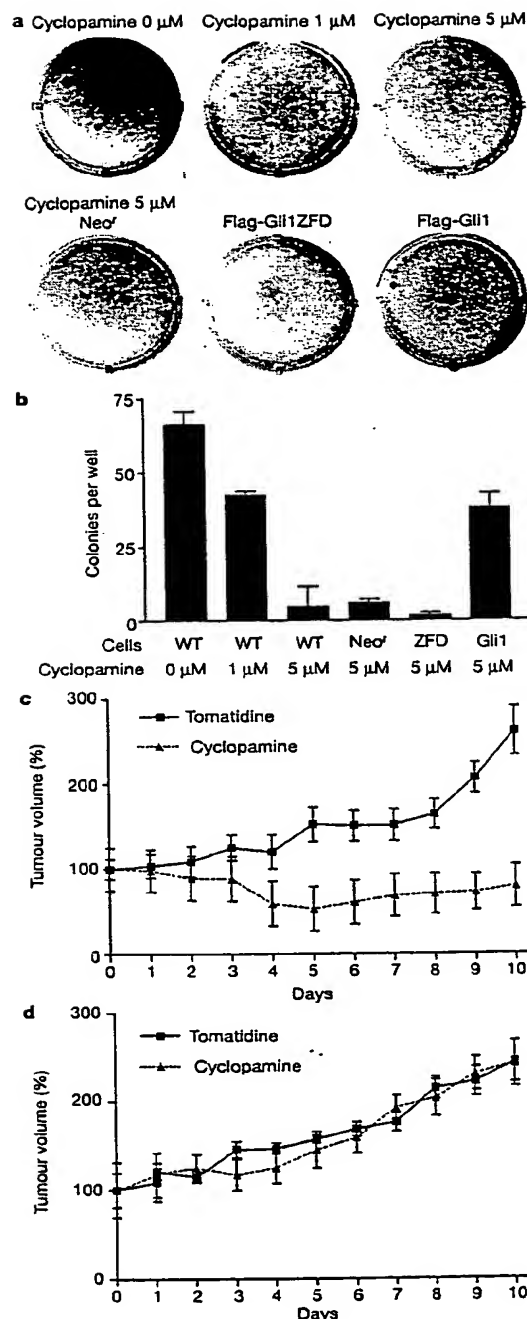 a Cyclopamine 0 µM Cyclopamine 1 µM Cyclopamine 5 µM
Cyclopamine 5 µM
Neoʳ Flag-Gli1ZFD Flag-Gli1
b
75
50
25
0
Colonies per well
Cells WT WT WT Neoʳ ZFD Gli1
Cyclopamine 0 µM 1 µM 5 µM 5 µM 5 µM 5 µM
c
300
200
100
0
Tumour volume (%)
Tomatidine
Cyclopamine
0 1 2 3 4 5 6 7 8 9 10
Days
d
300
200
100
0
Tumour volume (%)
Tomatidine
Cyclopamine
0 1 2 3 4 5 6 7 8 9 10
Days